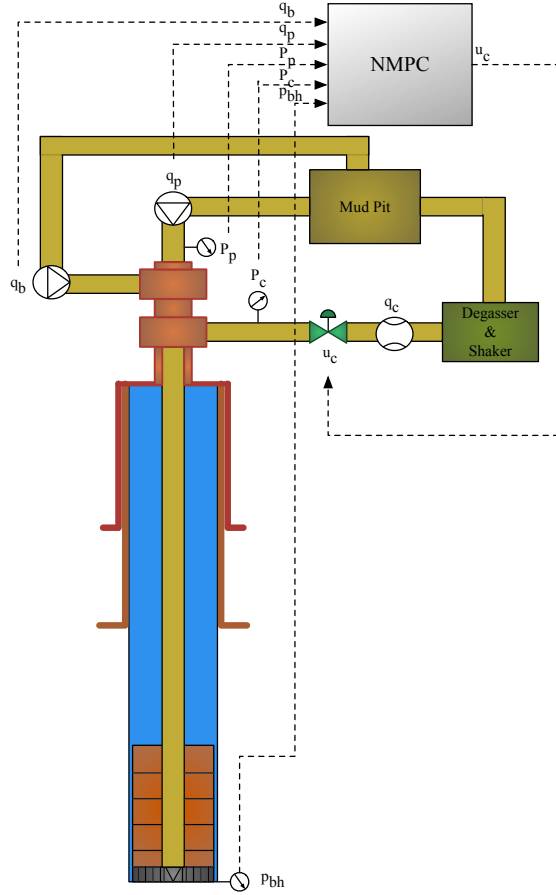 q_b
q_p
P_p
P_c
p_bh
NMPC
u_c
q_p
Mud Pit
P_p
P_c
q_b
q_c
u_c
Degasser
&
Shaker
p_bh